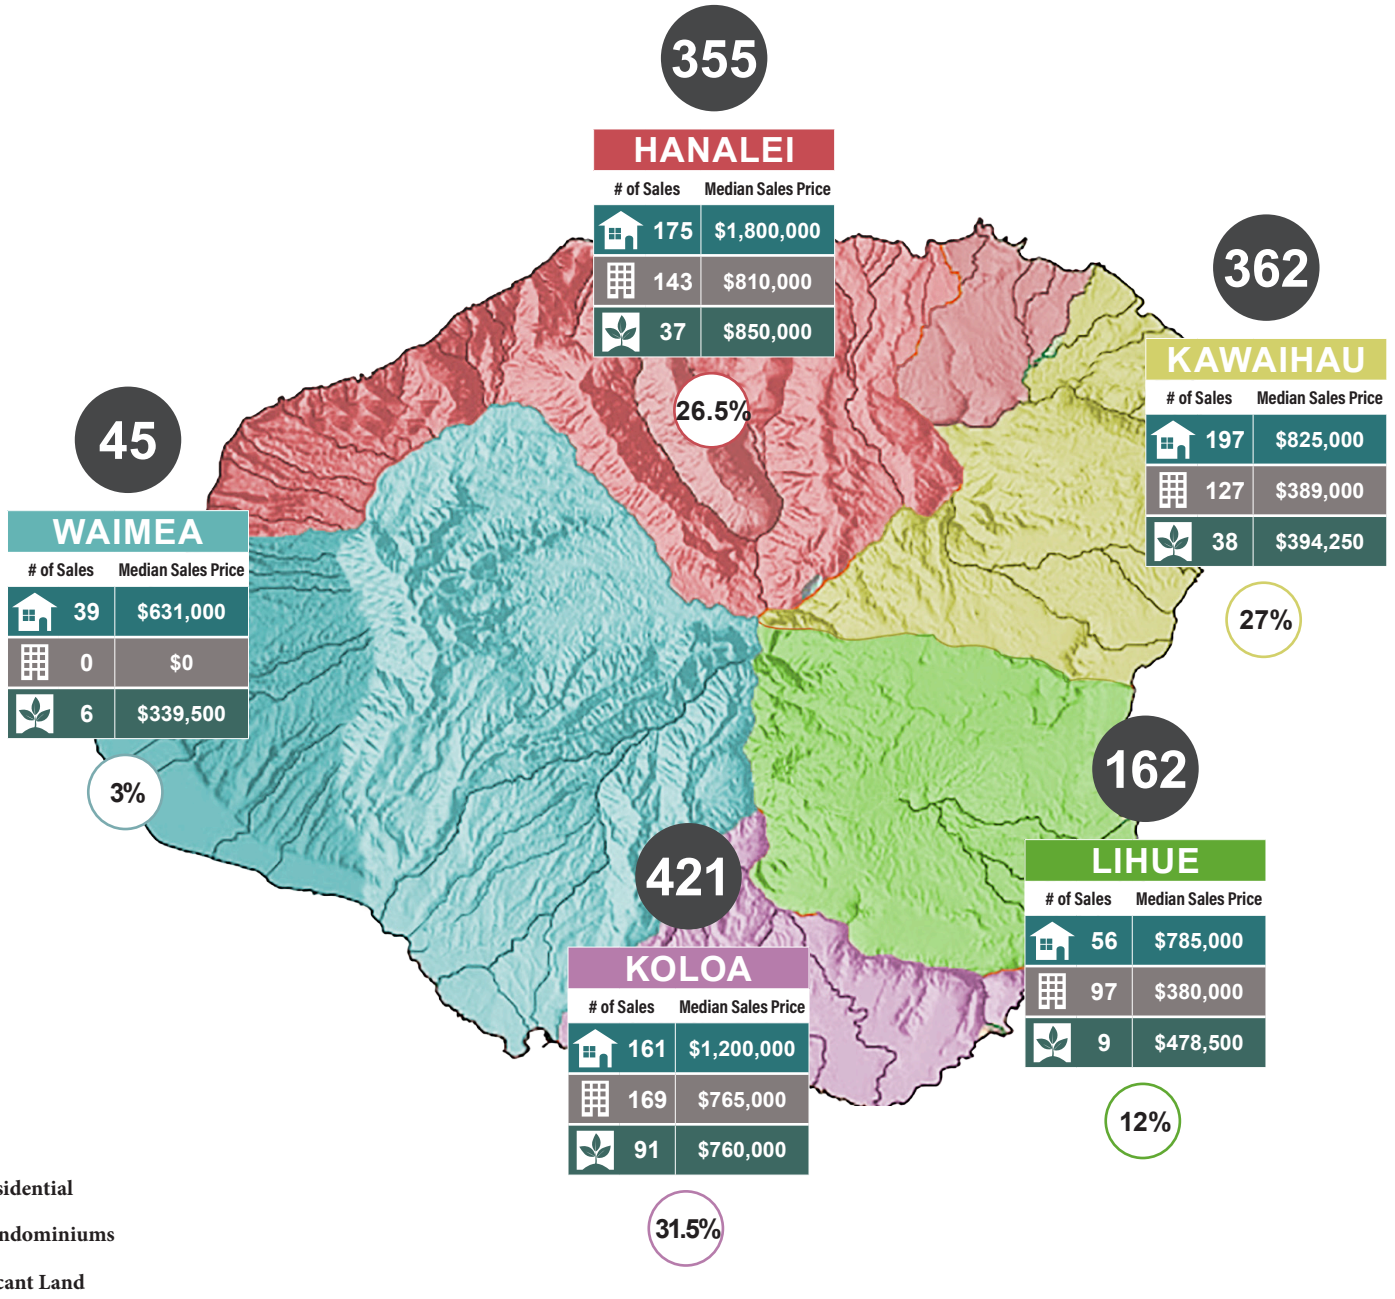 355
HANALEI
# of Sales Median Sales Price
175 $1,800,000
143 $810,000
37 $850,000
26.5%
362
KAWAIHAU
# of Sales Median Sales Price
197 $825,000
127 $389,000
38 $394,250
27%
45
WAIMEA
# of Sales Median Sales Price
39 $631,000
0 $0
6 $339,500
3%
162
LIHUE
# of Sales Median Sales Price
56 $785,000
97 $380,000
9 $478,500
12%
421
KOLOA
# of Sales Median Sales Price
161 $1,200,000
169 $765,000
91 $760,000
31.5%
sidential
ndominiums
cant Land